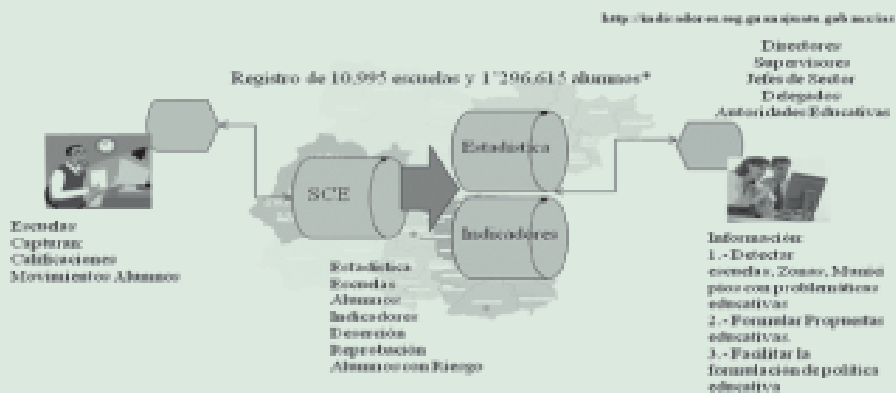 Directores
Supervisores
Jefes de Sector
Delegados
Autoridades Educativas
Registro de 10,995 escuelas y 1'296,615 alumnos*
Estadística
SCE
Indicadores
Escuelas
Capturan:
Calificaciones
Movimientos Alumnos
Estadística
Escuelas
Alumnos
Indicadores
Deserción
Reprobación
Alumnos con Riesgo
Información:
1.- Detectar
escuelas, Zonas, Munici
pios con problemáticas
educativas
2.- Formular Propuestas
educativas.
3.- Facilitar la
formulación de política
educativa